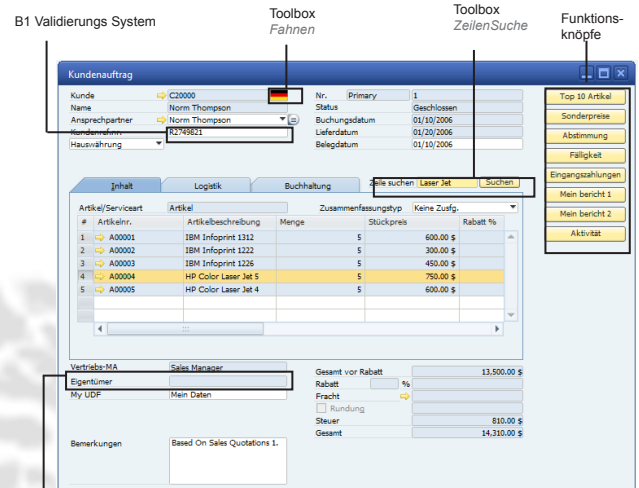 B1 Validierungs System
Toolbox
Fahnen
Toolbox
ZeilenSuche
Funktions-
knöpfe
Kundenauftrag
Kunde C20000 Nr. Primary 1
Name Norm Thompson Status Geschlossen
Ansprechpartner Norm Thompson Buchungsdatum 01/10/2006
Kundenref.nr. R2749821 Lieferdatum 01/20/2006
Hauswährung Belegdatum 01/10/2006
Top 10 Artikel
Sonderpreise
Abstimmung
Fälligkeit
Eingangszahlungen
Mein bericht 1
Mein bericht 2
Aktivität
Inhalt Logistik Buchhaltung Zeile suchen Laser Jet Suchen
Artikel/Serviceart Artikel Zusammenfassungstyp Keine Zusfg.
# Artikelnr. Artikelbeschreibung Menge Stückpreis Rabatt %
1 A00001 IBM Infoprint 1312 5 600.00 $
2 A00002 IBM Infoprint 1222 5 300.00 $
3 A00003 IBM Infoprint 1226 5 450.00 $
4 A00004 HP Color Laser Jet 5 5 750.00 $
5 A00005 HP Color Laser Jet 4 5 600.00 $
Vertriebs-MA Sales Manager
Eigentümer
My UDF Mein Daten
Bemerkungen Based On Sales Quotations 1.
Gesamt vor Rabatt 13,500.00 $
Rabatt %
Fracht
Rundung
Steuer 810.00 $
Gesamt 14,310.00 $